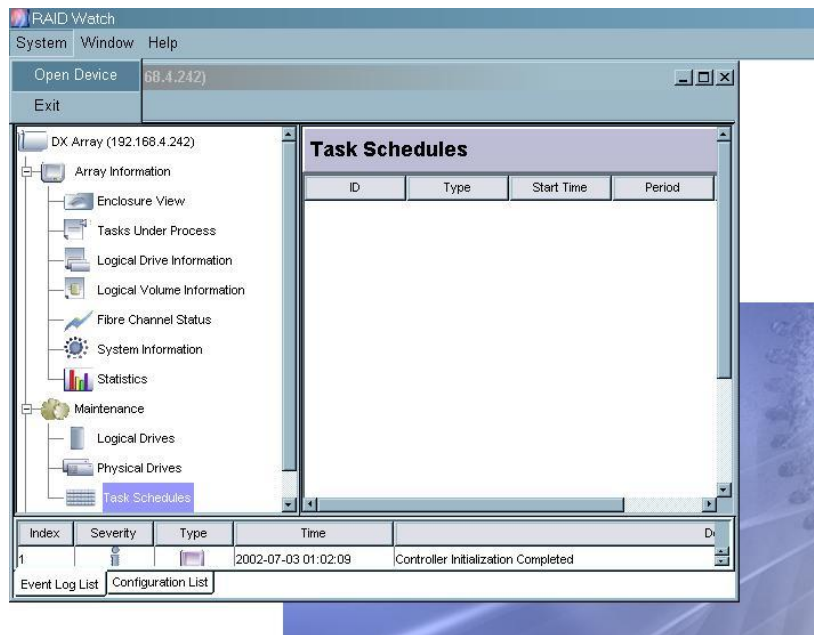 RAID Watch
System Window Help
Open Device
68.4.242)
Exit
DX Array (192.168.4.242)
Array Information
Enclosure View
Tasks Under Process
Logical Drive Information
Logical Volume Information
Fibre Channel Status
System Information
Statistics
Maintenance
Logical Drives
Physical Drives
Task Schedules
Task Schedules
ID Type Start Time Period
Index Severity Type Time D
1 2002-07-03 01:02:09 Controller Initialization Completed
Event Log List Configuration List